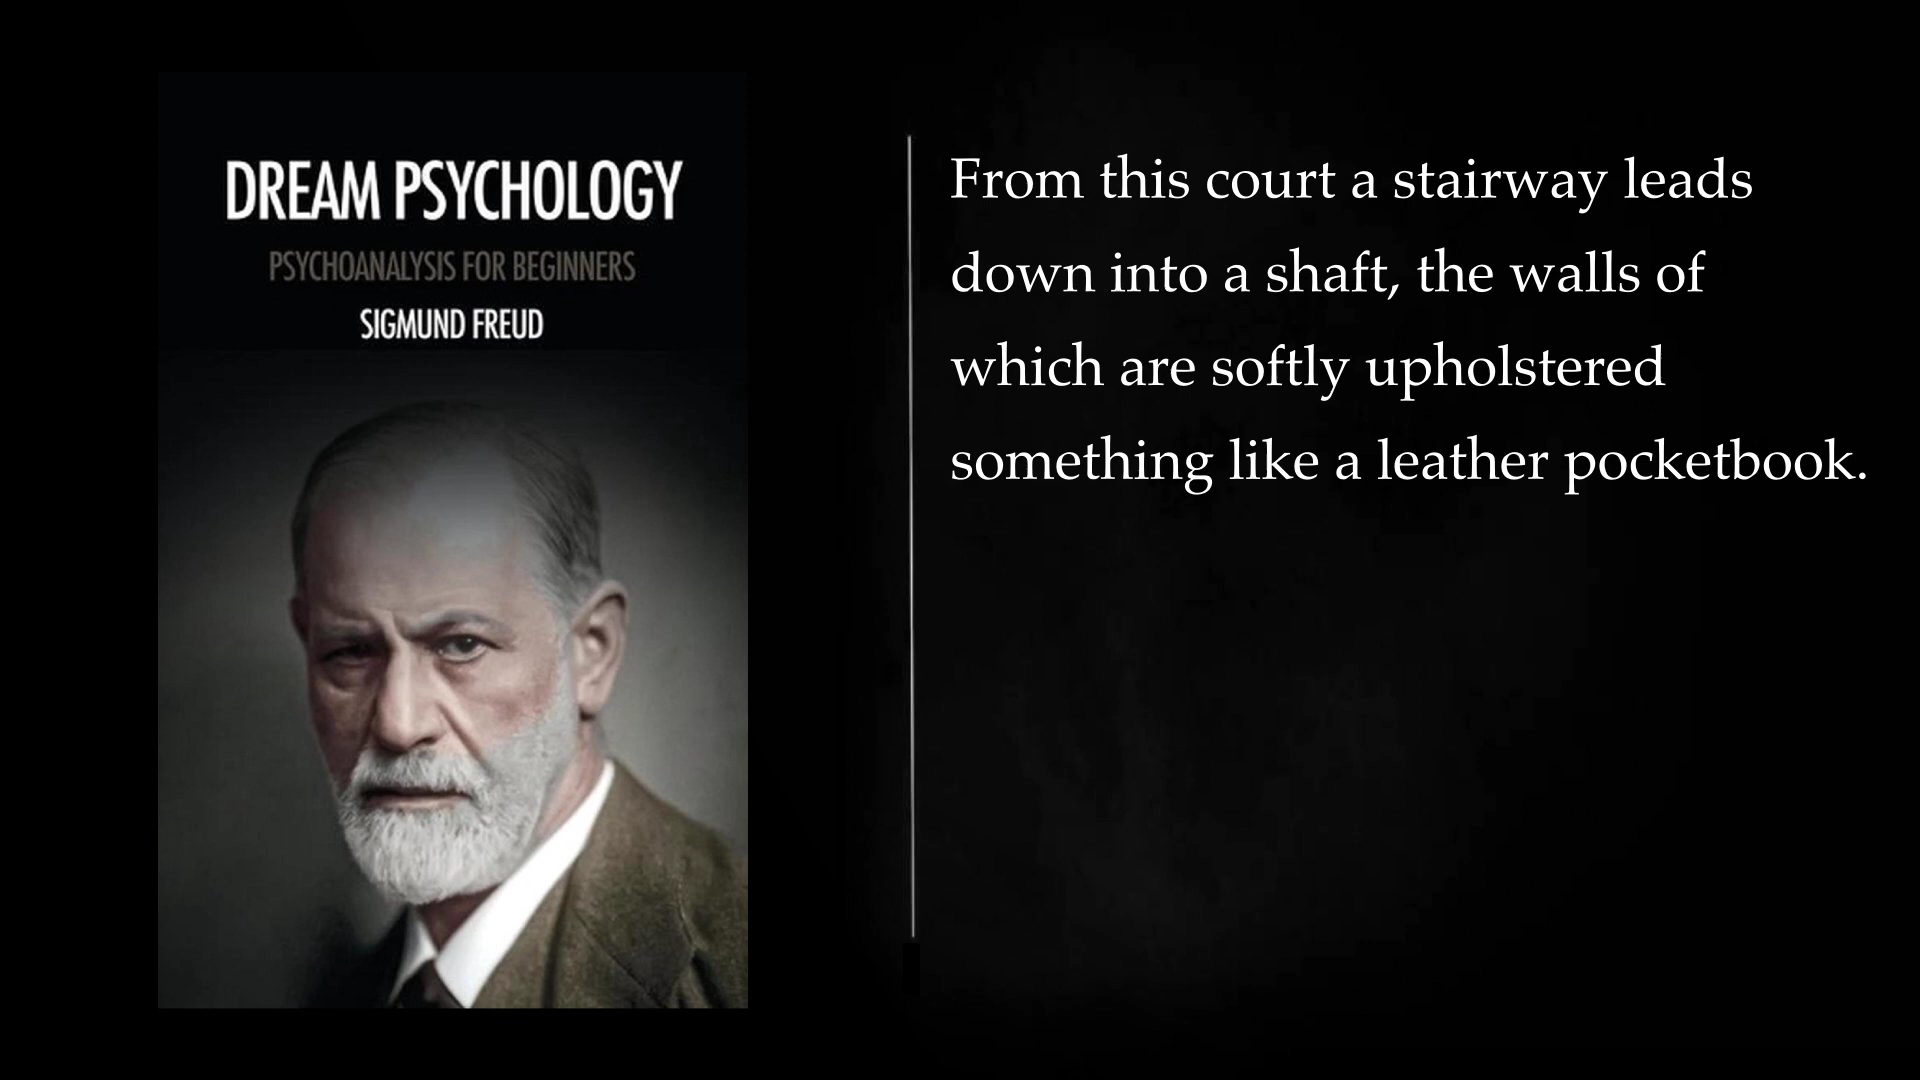 DREAM PSYCHOLOGY
PSYCHOANALYSIS FOR BEGINNERS
SIGMUND FREUD
From this court a stairway leads
down into a shaft, the walls of
which are softly upholstered
something like a leather pocketbook.